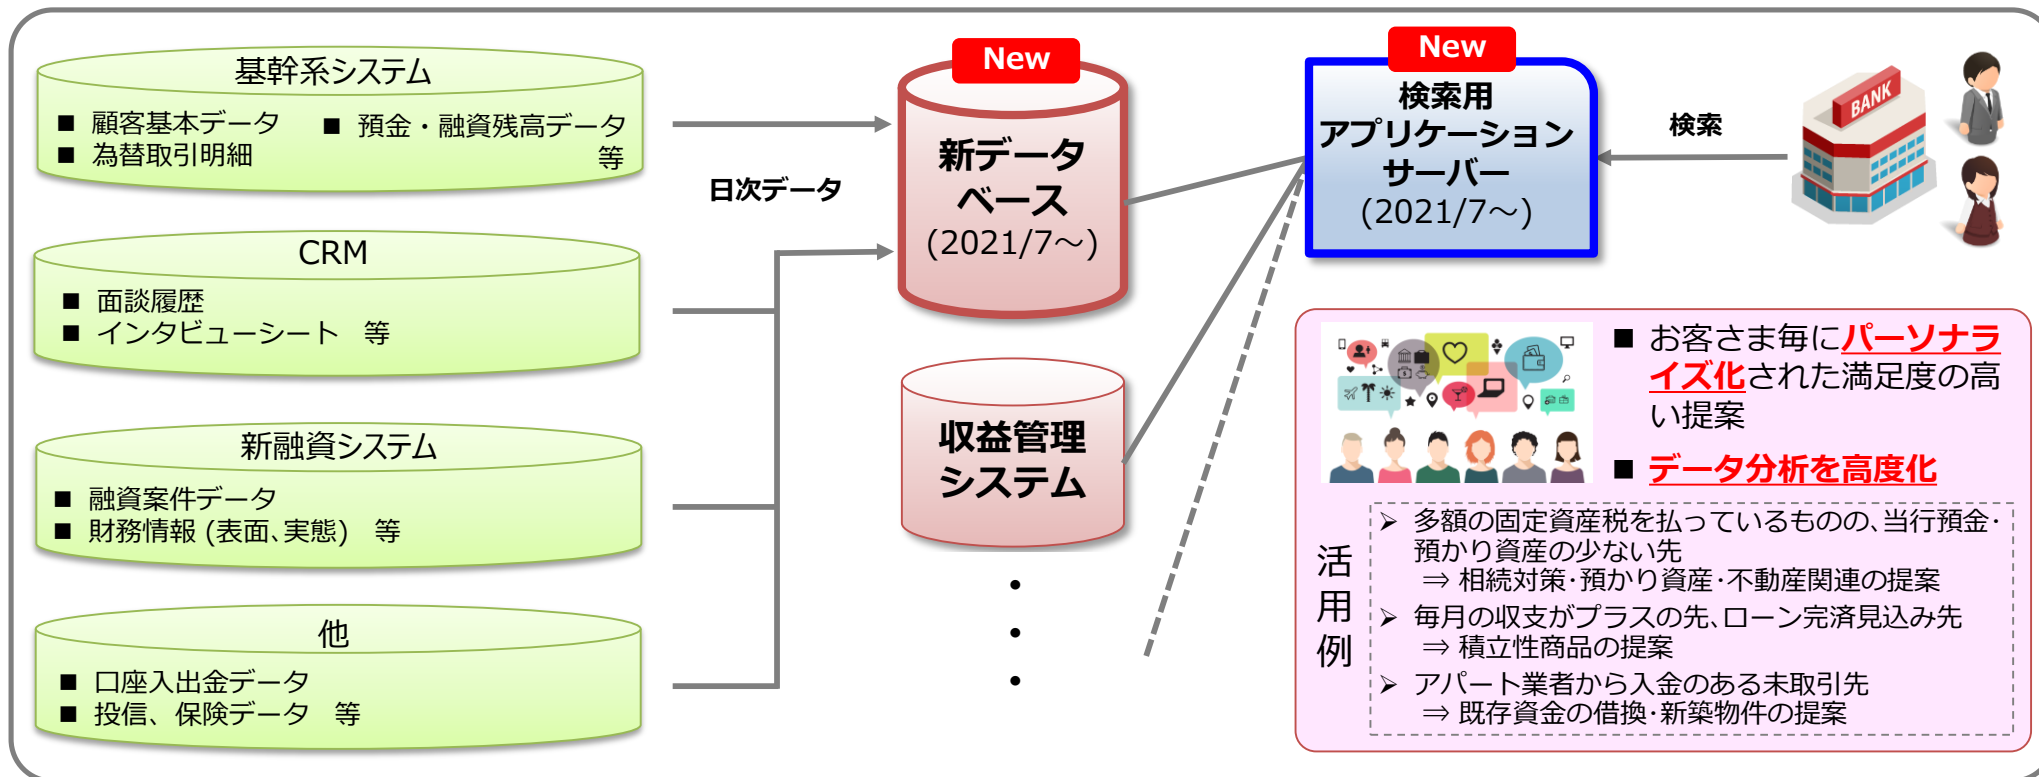 基幹系システム
■ 顧客基本データ ■ 預金・融資残高データ
■ 為替取引明細 等
CRM
■ 面談履歴
■ インタビューシート 等
新融資システム
■ 融資案件データ
■ 財務情報 (表面、実態) 等
他
■ 口座入出金データ
■ 投信、保険データ 等
日次データ
New
新データ
ベース
(2021/7～)
収益管理
システム
・
・
・
New
検索用
アプリケーション
サーバー
(2021/7～)
検索
BANK
■ お客さま毎にパーソナラ
イズ化された満足度の高
い提案
■ データ分析を高度化
活
用
例
➢ 多額の固定資産税を払っているものの、当行預金・
預かり資産の少ない先
⇒ 相続対策・預かり資産・不動産関連の提案
➢ 毎月の収支がプラスの先、ローン完済見込み先
⇒ 積立性商品の提案
➢ アパート業者から入金のある未取引先
⇒ 既存資金の借換・新築物件の提案